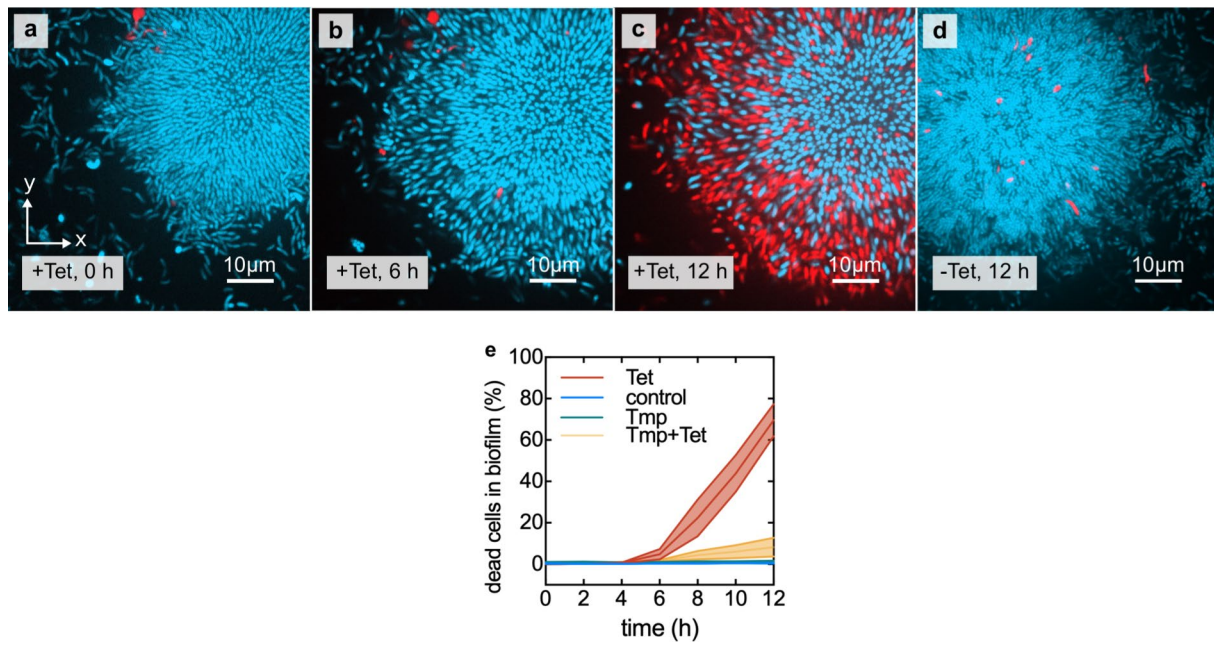 a
b
c
d
y
x
+Tet, 0 h
10μm
+Tet, 6 h
10μm
+Tet, 12 h
10μm
-Tet, 12 h
10μm
e
100
80
60
40
20
0
dead cells in biofilm (%)
Tet
control
Tmp
Tmp+Tet
0 2 4 6 8 10 12
time (h)